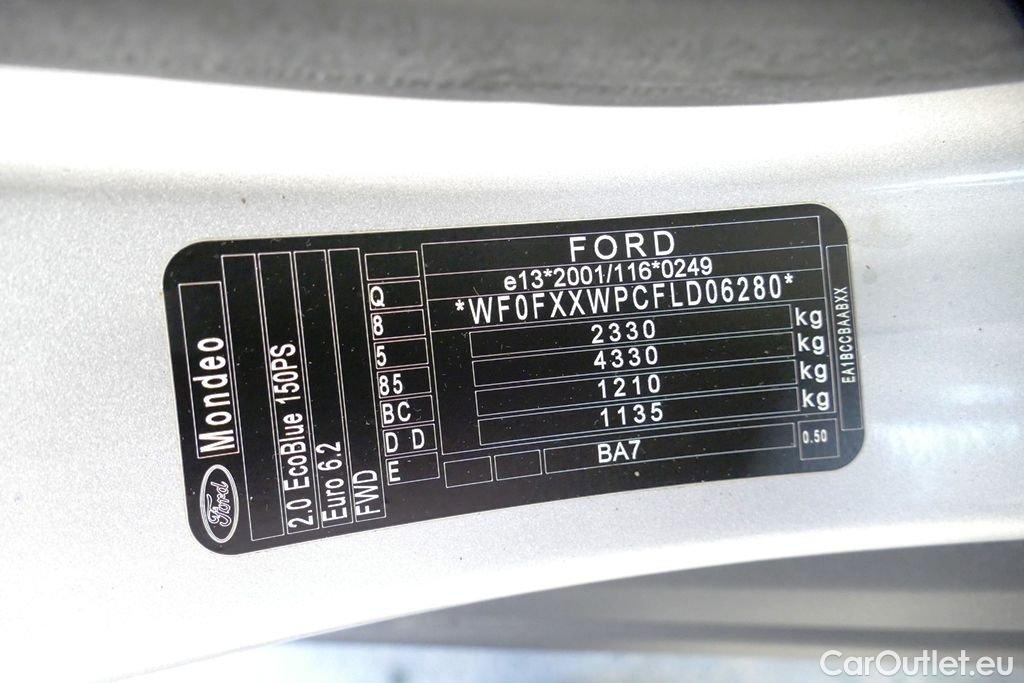 Ford
Mondeo
2.0 EcoBlue 150PS
Euro 6.2
FWD
Q
8
5
85
BC
D D
E
FORD
e13*2001/116*0249
*WF0FXXWPCFLD06280*
2330 kg
4330 kg
1210 kg
1135 kg
BA7
0.50
EA1BCCBAABXX
CarOutlet.eu